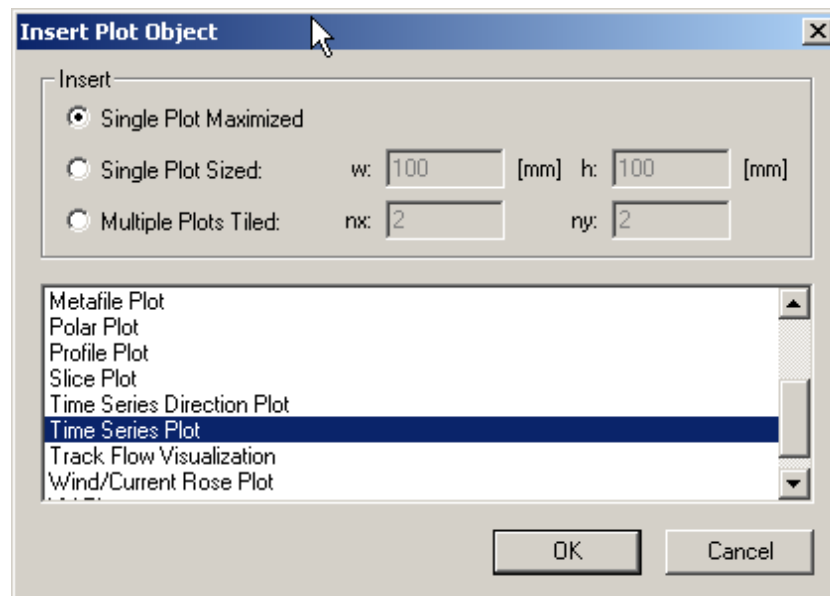 Insert Plot Object
Insert
Single Plot Maximized
Single Plot Sized: w: 100 [mm] h: 100 [mm]
Multiple Plots Tiled: nx: 2 ny: 2
Metafile Plot
Polar Plot
Profile Plot
Slice Plot
Time Series Direction Plot
Time Series Plot
Track Flow Visualization
Wind/Current Rose Plot
OK Cancel